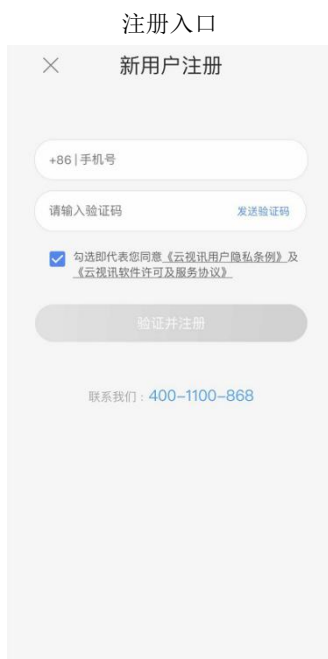 注册入口
新用户注册
+86|手机号
请输入验证码 发送验证码
勾选即代表您同意《云视讯用户隐私条例》及
《云视讯软件许可及服务协议》
验证并注册
联系我们：400-1100-868